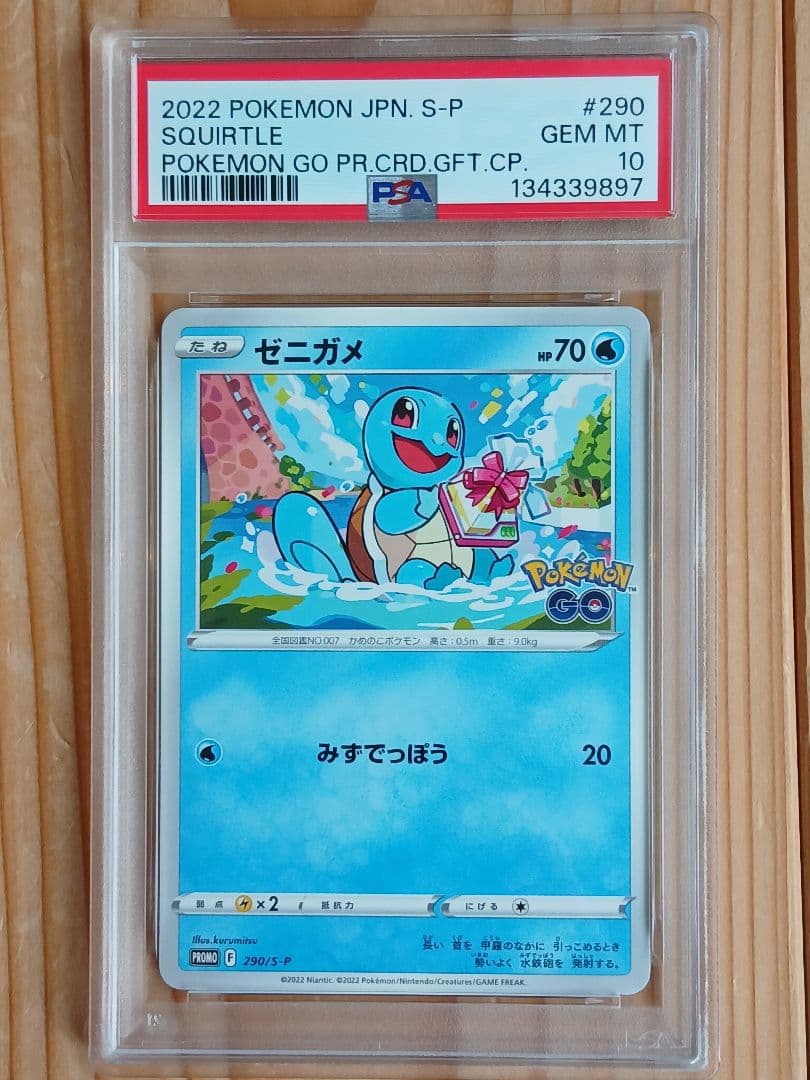 2022 POKEMON JPN. S-P #290
SQUIRTLE GEM MT
POKEMON GO PR.CRD.GFT.CP. 10
PSA 134339897
たね ゼニガメ HP70
Pokémon GO™
全国図鑑NO.007 かめのこポケモン 高さ:0.5m 重さ:9.0kg
みずでっぽう 20
弱点 ×2 抵抗力 にげる
Illus.kurumitsu
長い 首を 甲羅のなかに 引っこめるとき
勢いよく 水鉄砲を 発射する。
PROMO F 290/S-P
©2022 Niantic. ©2022 Pokémon/Nintendo/Creatures/GAME FREAK.